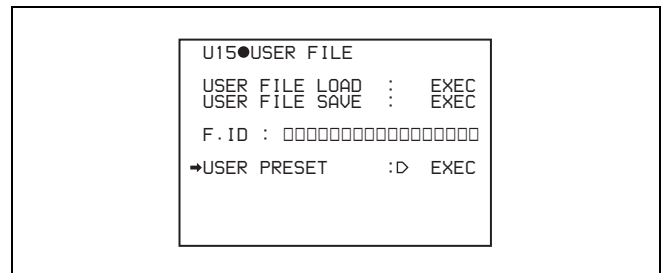 U15●USER FILE
USER FILE LOAD : EXEC
USER FILE SAVE : EXEC
F.ID : □□□□□□□□□□□□□□□□□□
➡USER PRESET :▷ EXEC